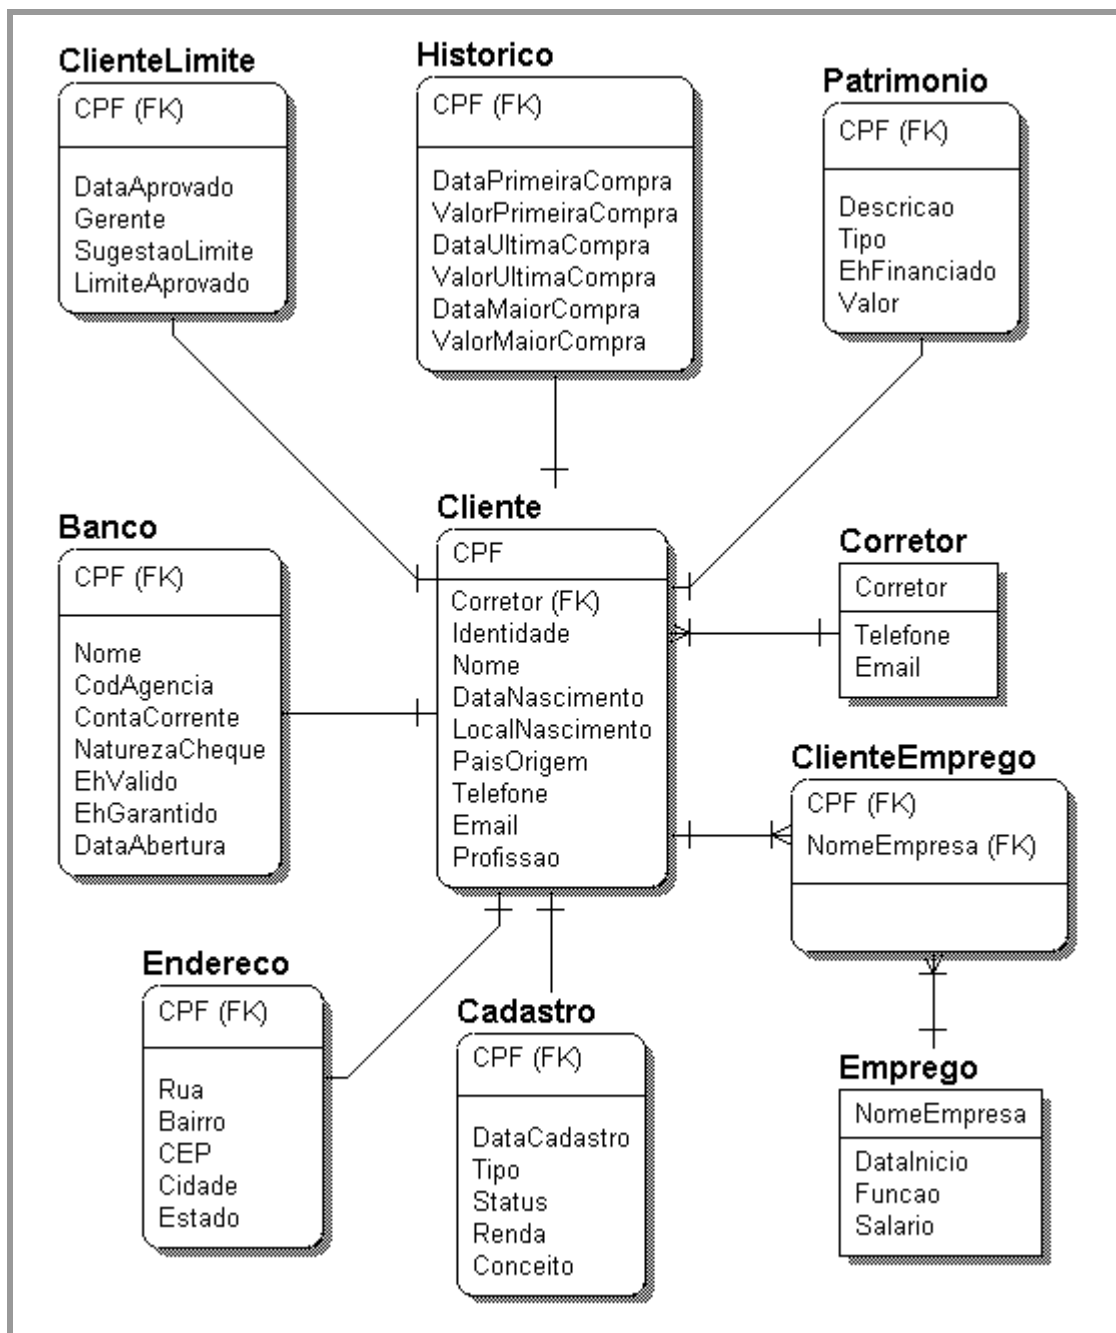 ClienteLimite
CPF (FK)
DataAprovado
Gerente
SugestaoLimite
LimiteAprovado
Historico
CPF (FK)
DataPrimeiraCompra
ValorPrimeiraCompra
DataUltimaCompra
ValorUltimaCompra
DataMaiorCompra
ValorMaiorCompra
Patrimonio
CPF (FK)
Descricao
Tipo
EhFinanciado
Valor
Banco
CPF (FK)
Nome
CodAgencia
ContaCorrente
NaturezaCheque
EhValido
EhGarantido
DataAbertura
Cliente
CPF
Corretor (FK)
Identidade
Nome
DataNascimento
LocalNascimento
PaisOrigem
Telefone
Email
Profissao
Corretor
Corretor
Telefone
Email
ClienteEmprego
CPF (FK)
NomeEmpresa (FK)
Endereco
CPF (FK)
Rua
Bairro
CEP
Cidade
Estado
Cadastro
CPF (FK)
DataCadastro
Tipo
Status
Renda
Conceito
Emprego
NomeEmpresa
DataInicio
Funcao
Salario